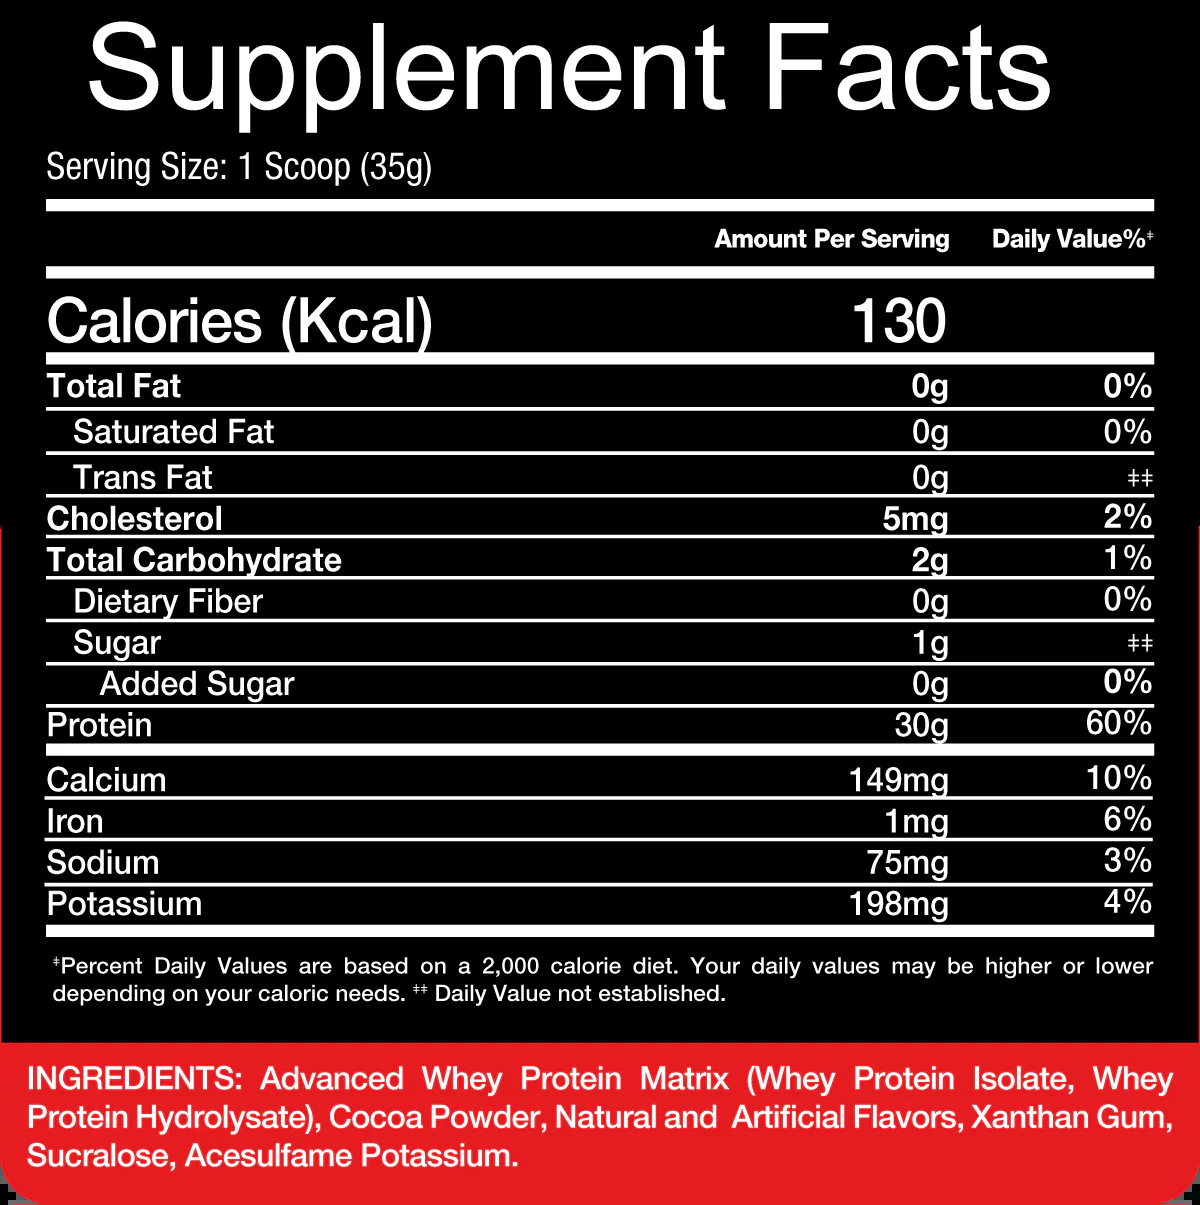 Supplement Facts
Serving Size: 1 Scoop (35g)
Amount Per Serving Daily Value%‡
Calories (Kcal) 130
Total Fat 0g 0%
Saturated Fat 0g 0%
Trans Fat 0g ‡‡
Cholesterol 5mg 2%
Total Carbohydrate 2g 1%
Dietary Fiber 0g 0%
Sugar 1g ‡‡
Added Sugar 0g 0%
Protein 30g 60%
Calcium 149mg 10%
Iron 1mg 6%
Sodium 75mg 3%
Potassium 198mg 4%
‡Percent Daily Values are based on a 2,000 calorie diet. Your daily values may be higher or lower
depending on your caloric needs. ‡‡ Daily Value not established.
INGREDIENTS: Advanced Whey Protein Matrix (Whey Protein Isolate, Whey
Protein Hydrolysate), Cocoa Powder, Natural and Artificial Flavors, Xanthan Gum,
Sucralose, Acesulfame Potassium.